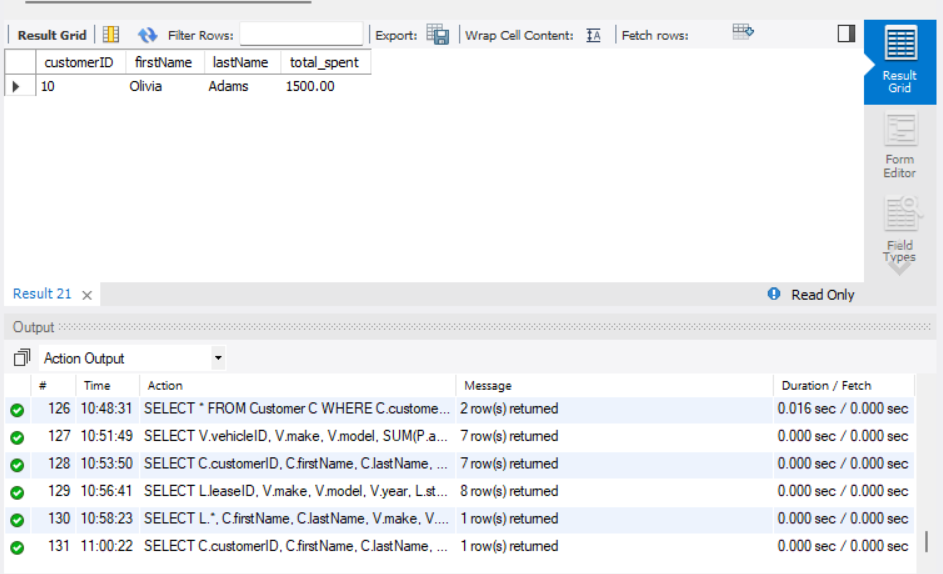 Result Grid Filter Rows: Export: Wrap Cell Content: IA Fetch rows:
customerID firstName lastName total_spent
10 Olivia Adams 1500.00
Result Grid
Form Editor
Field Types
Result 21 × Read Only
Output
Action Output
# Time Action Message Duration / Fetch
126 10:48:31 SELECT * FROM Customer C WHERE C.custome... 2 row(s) returned 0.016 sec / 0.000 sec
127 10:51:49 SELECT V.vehicleID, V.make, V.model, SUM(P.a... 7 row(s) returned 0.000 sec / 0.000 sec
128 10:53:50 SELECT C.customerID, C.firstName, C.lastName, ... 7 row(s) returned 0.000 sec / 0.000 sec
129 10:56:41 SELECT L.leaseID, V.make, V.model, V.year, L.st... 8 row(s) returned 0.000 sec / 0.000 sec
130 10:58:23 SELECT L.*, C.firstName, C.lastName, V.make, V.... 1 row(s) returned 0.000 sec / 0.000 sec
131 11:00:22 SELECT C.customerID, C.firstName, C.lastName, ... 1 row(s) returned 0.000 sec / 0.000 sec